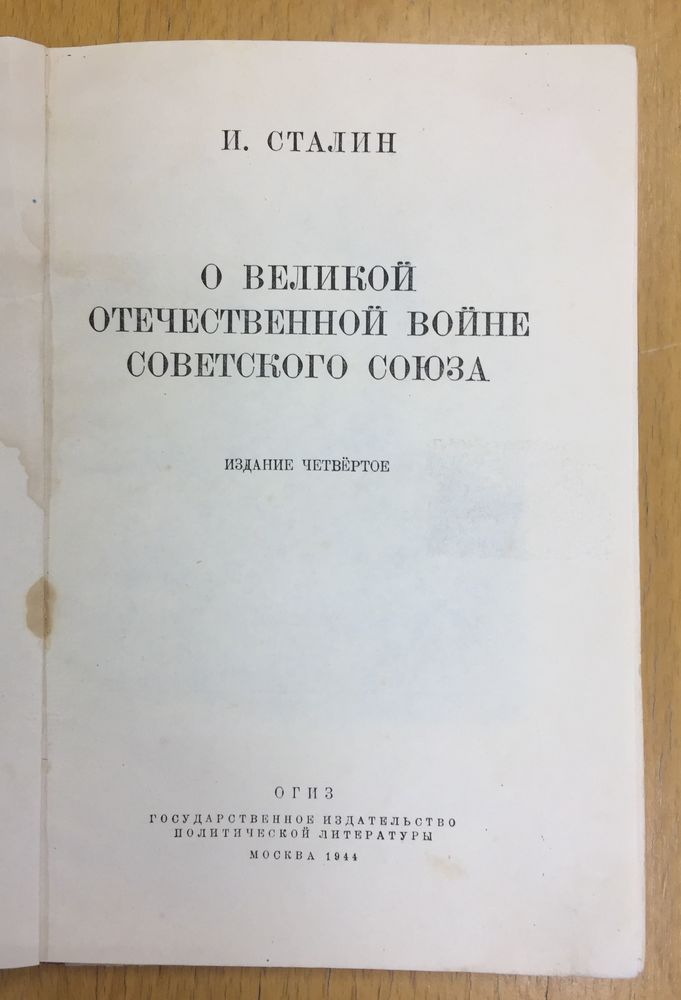 И. СТАЛИН
О ВЕЛИКОЙ
ОТЕЧЕСТВЕННОЙ ВОЙНЕ
СОВЕТСКОГО СОЮЗА
ИЗДАНИЕ ЧЕТВЁРТОЕ
ОГИЗ
ГОСУДАРСТВЕННОЕ ИЗДАТЕЛЬСТВО
ПОЛИТИЧЕСКОЙ ЛИТЕРАТУРЫ
МОСКВА 1944